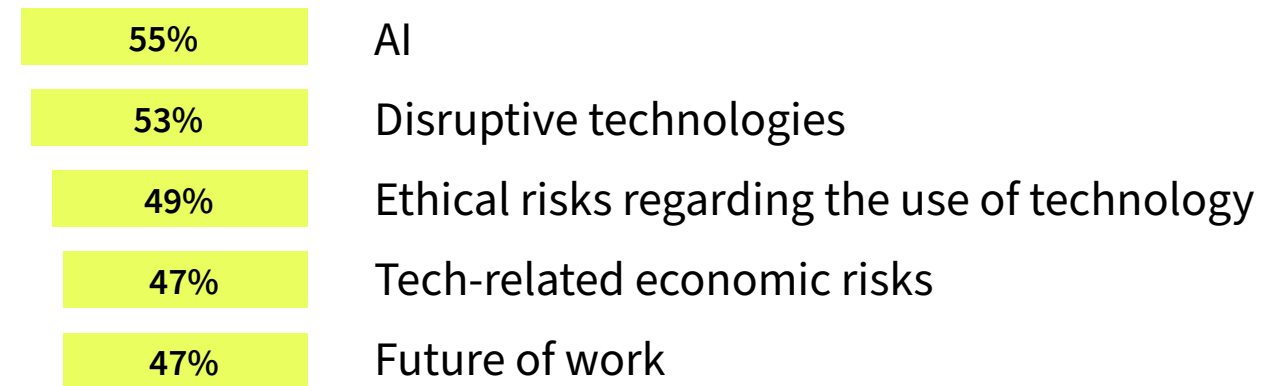 55% AI
53% Disruptive technologies
49% Ethical risks regarding the use of technology
47% Tech-related economic risks
47% Future of work